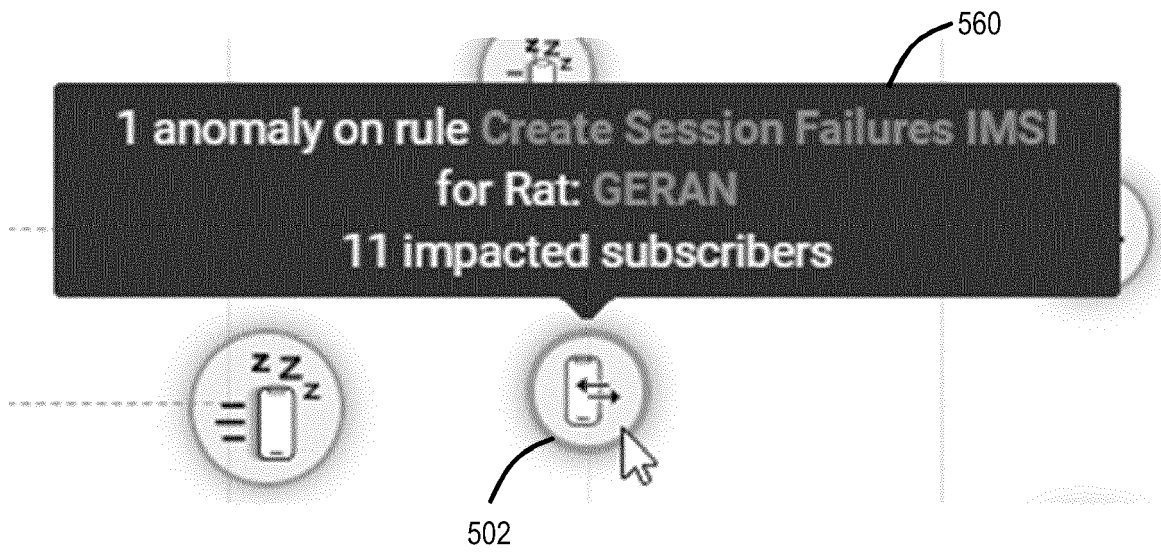 560
z z z
1 anomaly on rule Create Session Failures IMSI
for Rat: GERAN
11 impacted subscribers
z z z
502